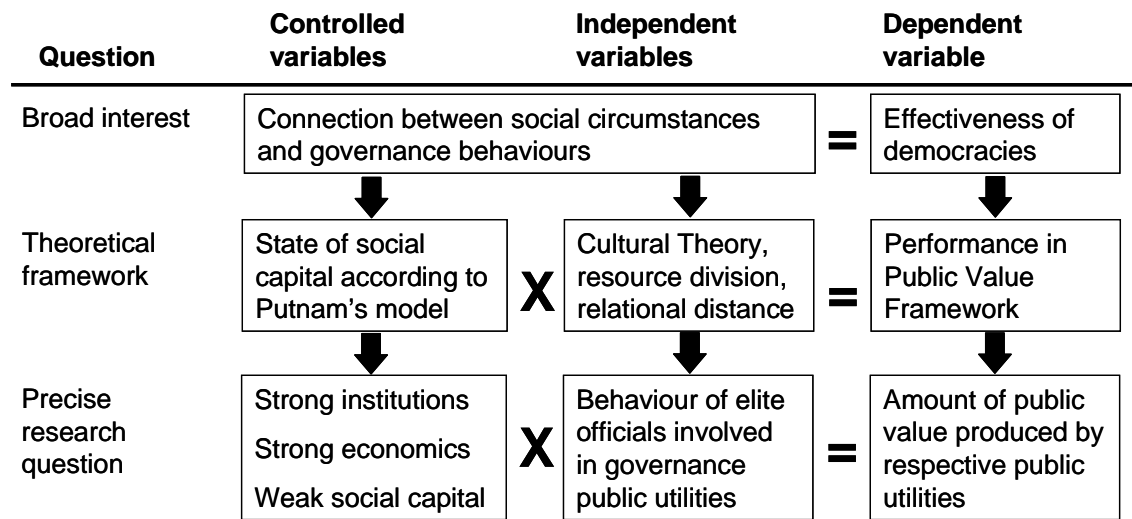 Question
Controlled
variables
Independent
variables
Dependent
variable
Broad interest
Connection between social circumstances
and governance behaviours
=
Effectiveness of
democracies
Theoretical
framework
State of social
capital according to
Putnam's model
X
Cultural Theory,
resource division,
relational distance
=
Performance in
Public Value
Framework
Precise
research
question
Strong institutions
Strong economics
Weak social capital
X
Behaviour of elite
officials involved
in governance
public utilities
=
Amount of public
value produced by
respective public
utilities